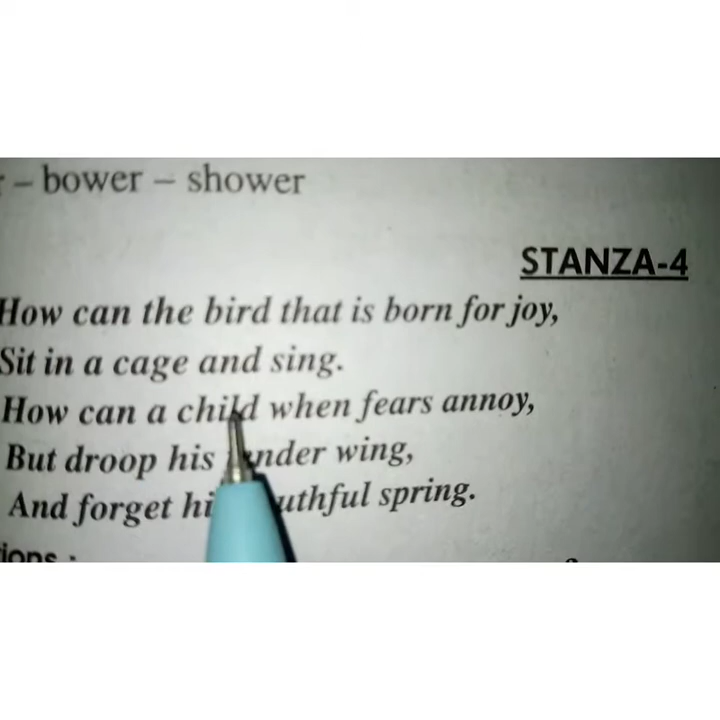 – bower – shower
STANZA-4
How can the bird that is born for joy,
Sit in a cage and sing.
How can a child when fears annoy,
But droop his wing,
And forget spring.